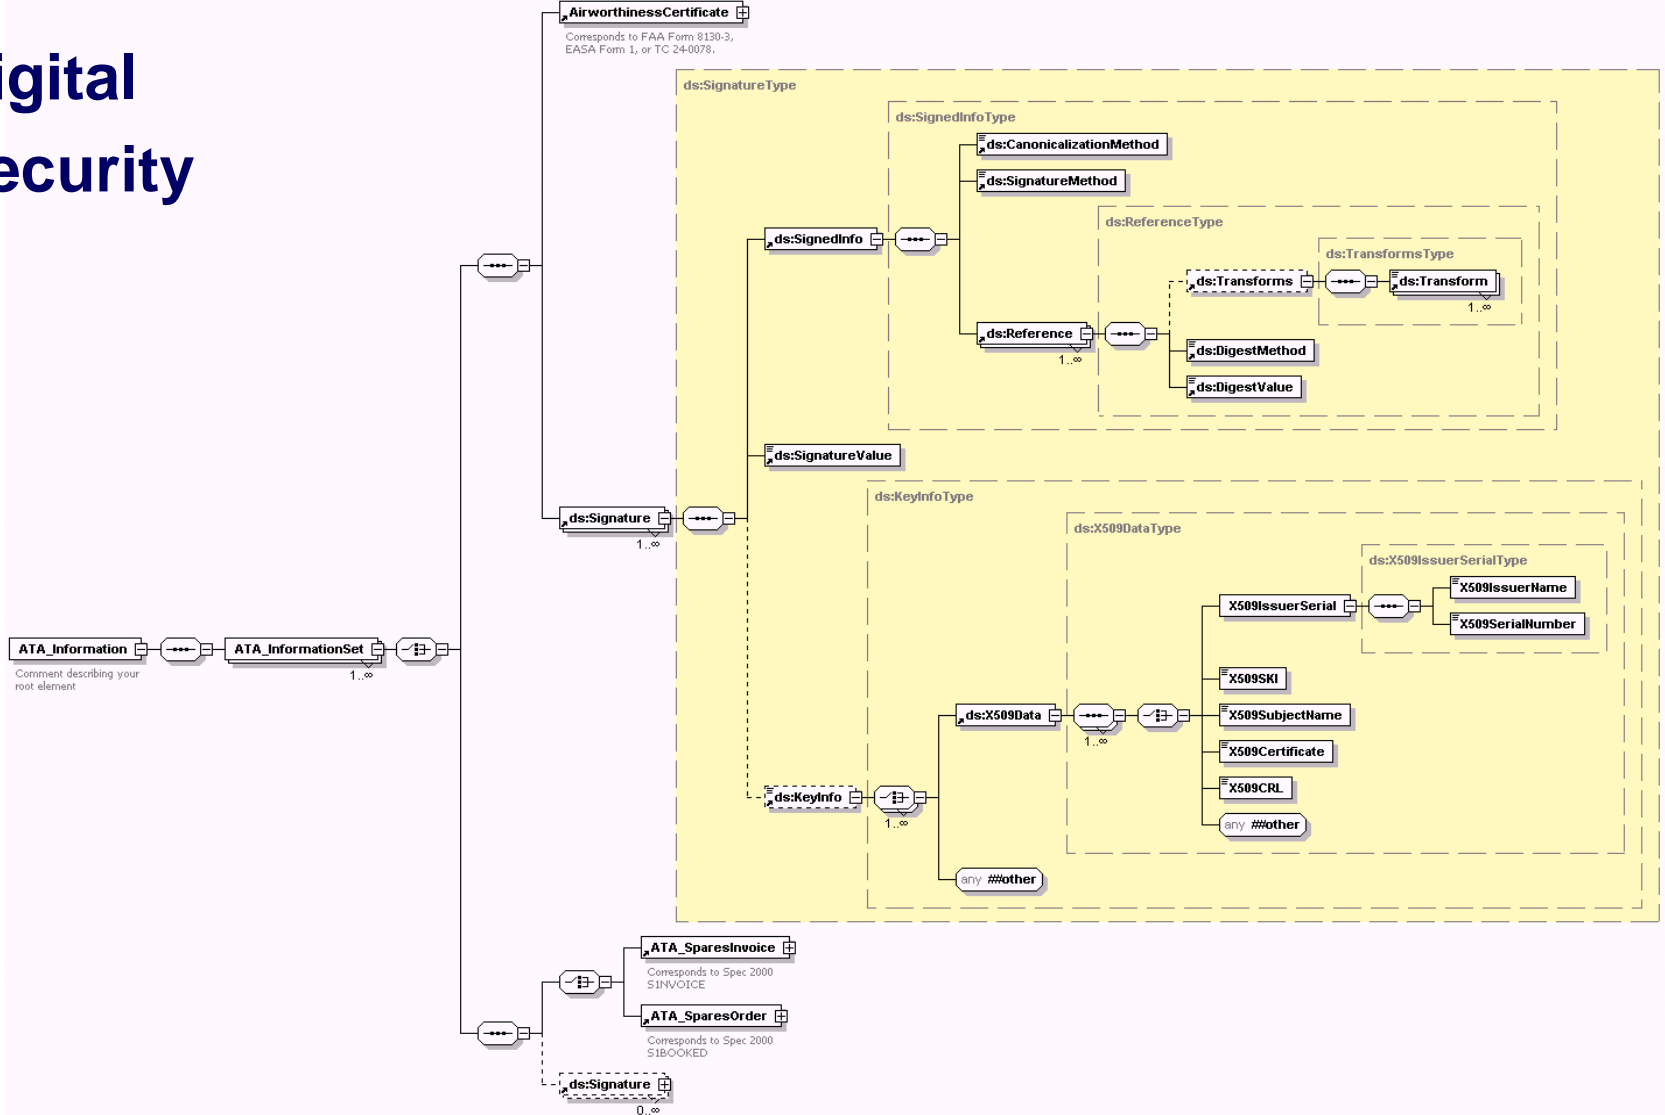 igital
ecurity
AirworthinessCertificate
Corresponds to FAA Form 8130-3,
EASA Form 1, or TC 24-0078.
ds:SignatureType
ds:SignedInfoType
ds:CanonicalizationMethod
ds:SignatureMethod
ds:ReferenceType
ds:SignedInfo
ds:TransformsType
ds:Transforms
ds:Transform
1..∞
ds:Reference
1..∞
ds:DigestMethod
ds:DigestValue
ds:SignatureValue
ds:KeyInfoType
ds:Signature
1..∞
ds:X509DataType
ds:X509IssuerSerialType
X509IssuerName
X509IssuerSerial
X509SerialNumber
ATA_Information
Comment describing your
root element
ATA_InformationSet
1..∞
X509SKI
ds:X509Data
1..∞
X509SubjectName
X509Certificate
X509CRL
ds:KeyInfo
1..∞
any ##other
any ##other
ATA_SparesInvoice
Corresponds to Spec 2000
S1NVOICE
ATA_SparesOrder
Corresponds to Spec 2000
S1BOOKED
ds:Signature
0..∞